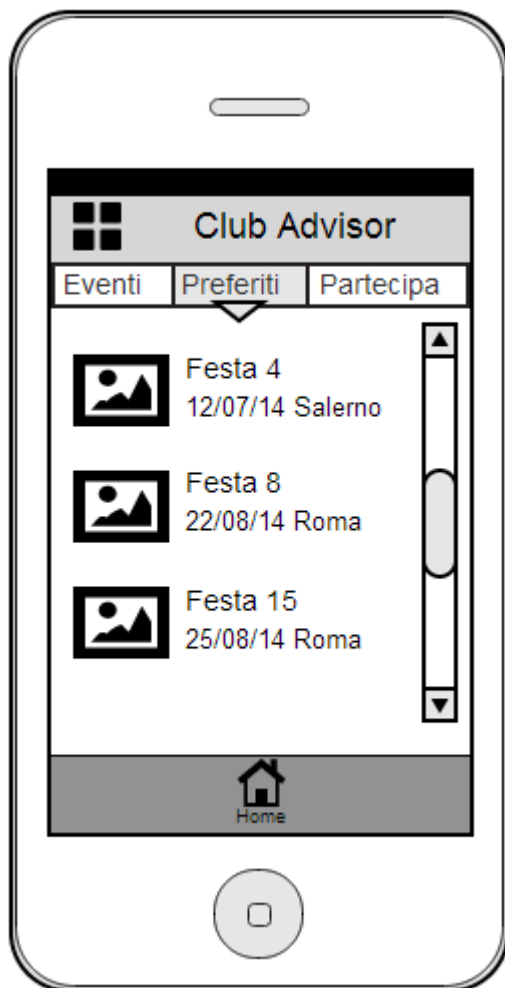 Club Advisor
Eventi Preferiti Partecipa
Festa 4
12/07/14 Salerno
Festa 8
22/08/14 Roma
Festa 15
25/08/14 Roma
Home